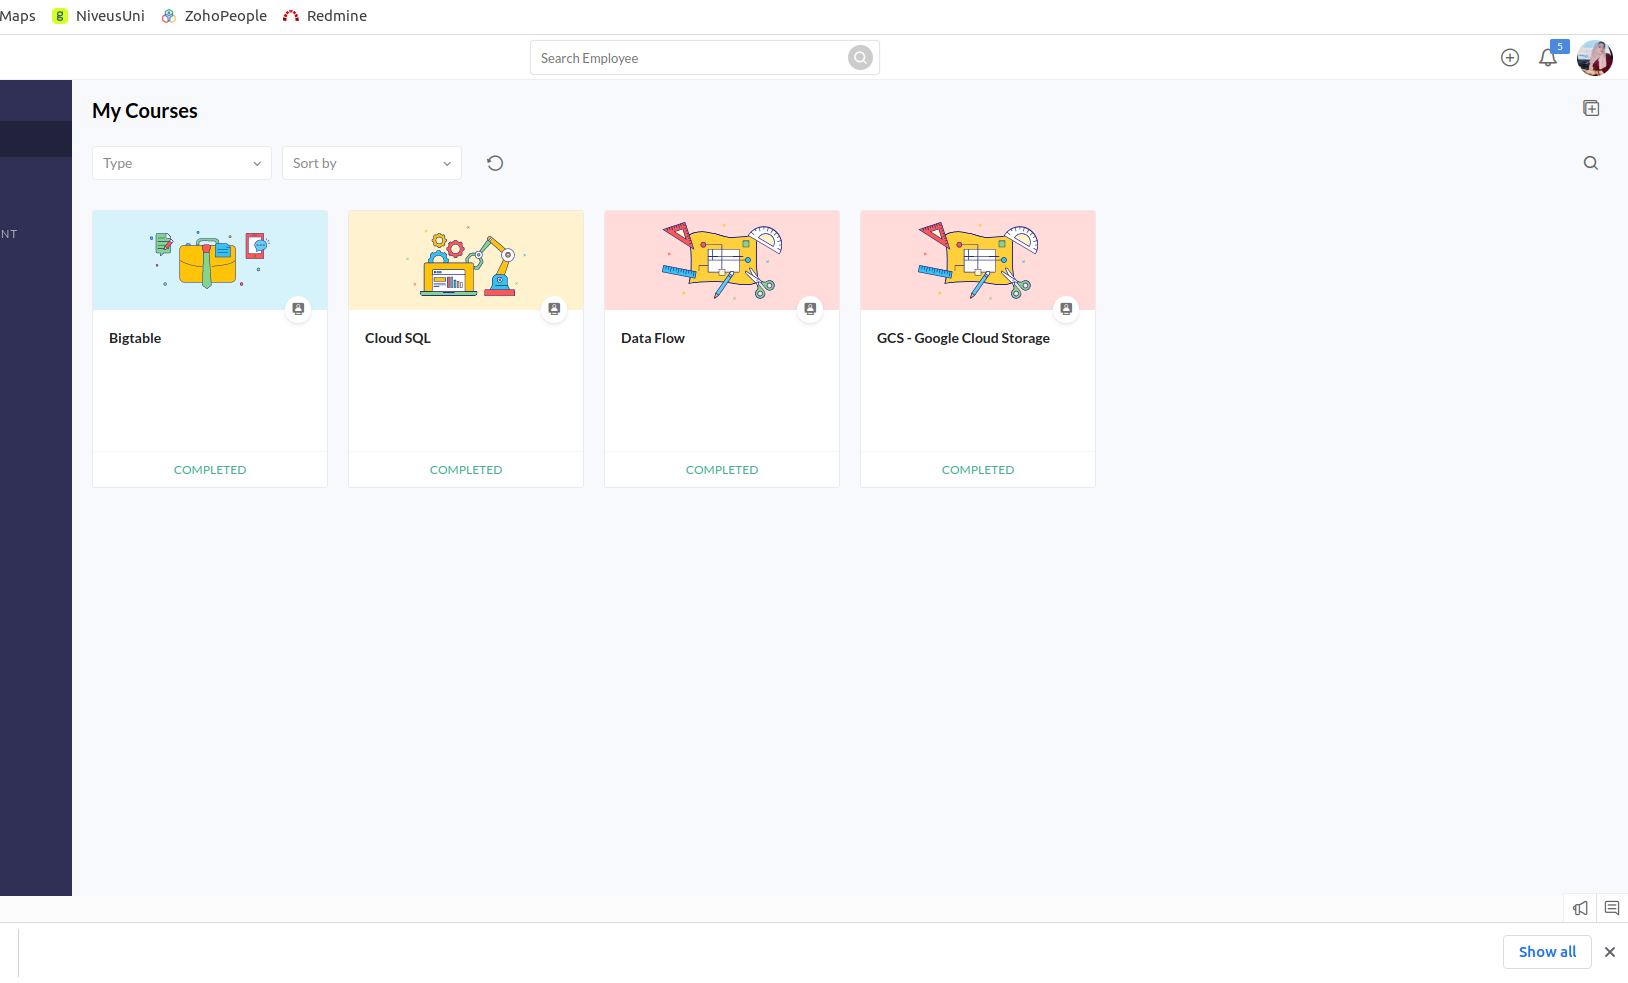 Maps NiveusUni ZohoPeople Redmine
Search Employee
5
My Courses
Type Sort by
NT
Bigtable Cloud SQL Data Flow GCS - Google Cloud Storage
COMPLETED COMPLETED COMPLETED COMPLETED
Show all